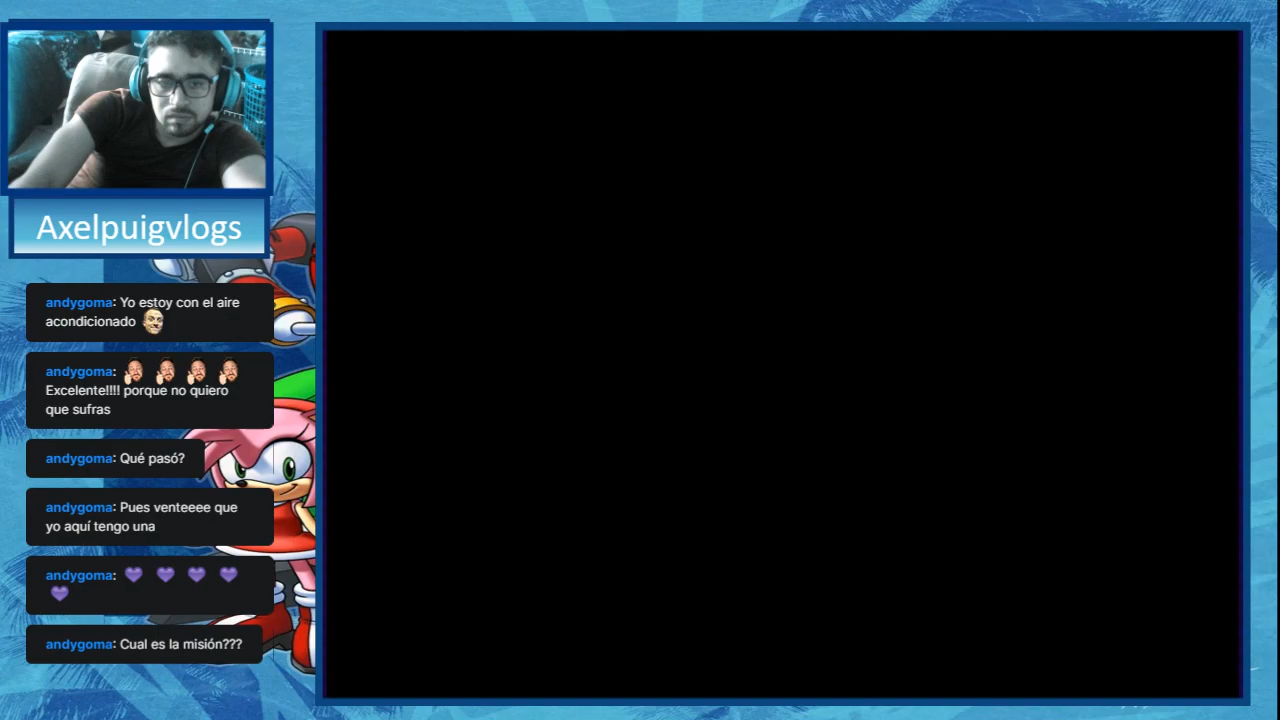 Axelpuigvlogs
andygoma: Yo estoy con el aire
acondicionado
andygoma:
Excelente!!!! porque no quiero
que sufras
andygoma: Qué pasó?
andygoma: Pues venteeee que
yo aquí tengo una
andygoma: 💜 💜 💜 💜
💜
andygoma: Cual es la misión???